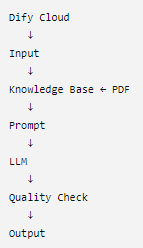 Dify Cloud
↓
Input
↓
Knowledge Base ← PDF
↓
Prompt
↓
LLM
↓
Quality Check
↓
Output